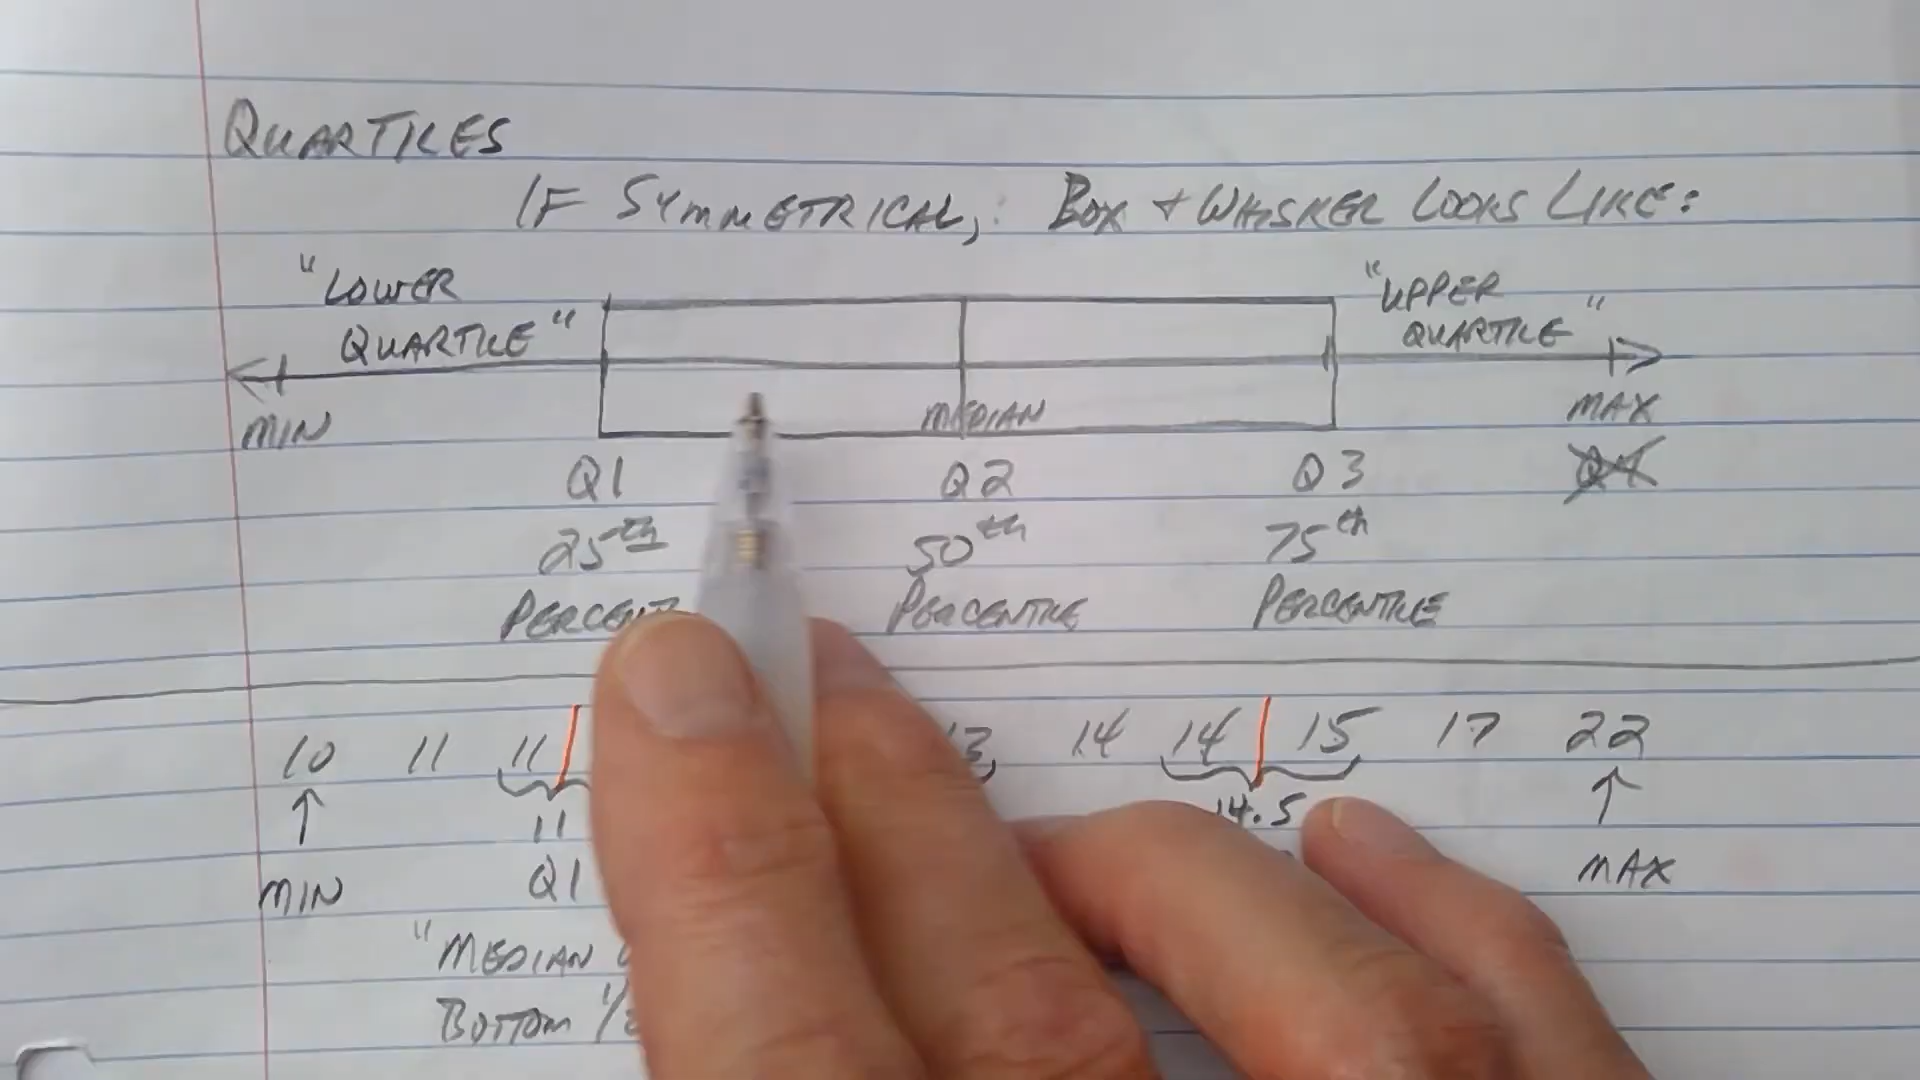 QUARTILES
IF SYMMETRICAL, BOX + WHISKER LOOKS LIKE:
"LOWER QUARTILE" "UPPER QUARTILE"
MIN MEDIAN MAX
Q1 Q2 Q3 Q4
25th 50th 75th
PERCENTILE PERCENTILE
10 11 11 14 14 15 17 22
11 14.5
MIN Q1 MAX
"MEDIAN
BOTTOM